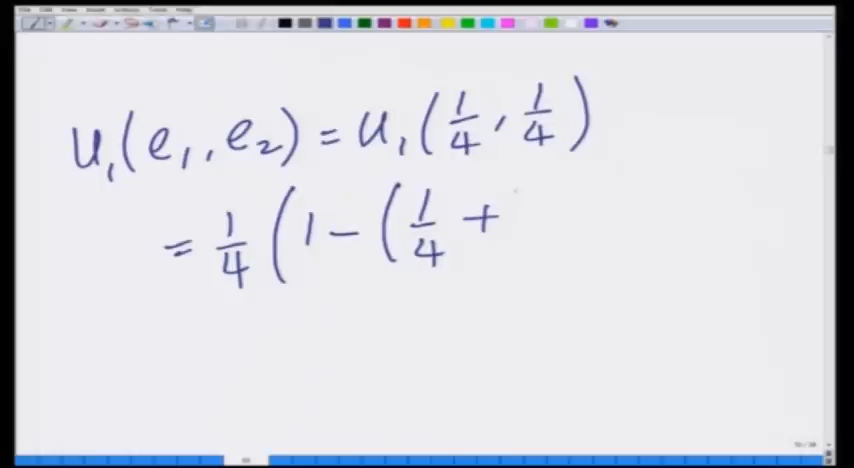 u₁(e₁, e₂) = u₁(1/4, 1/4)
= 1/4 (1 - (1/4 +